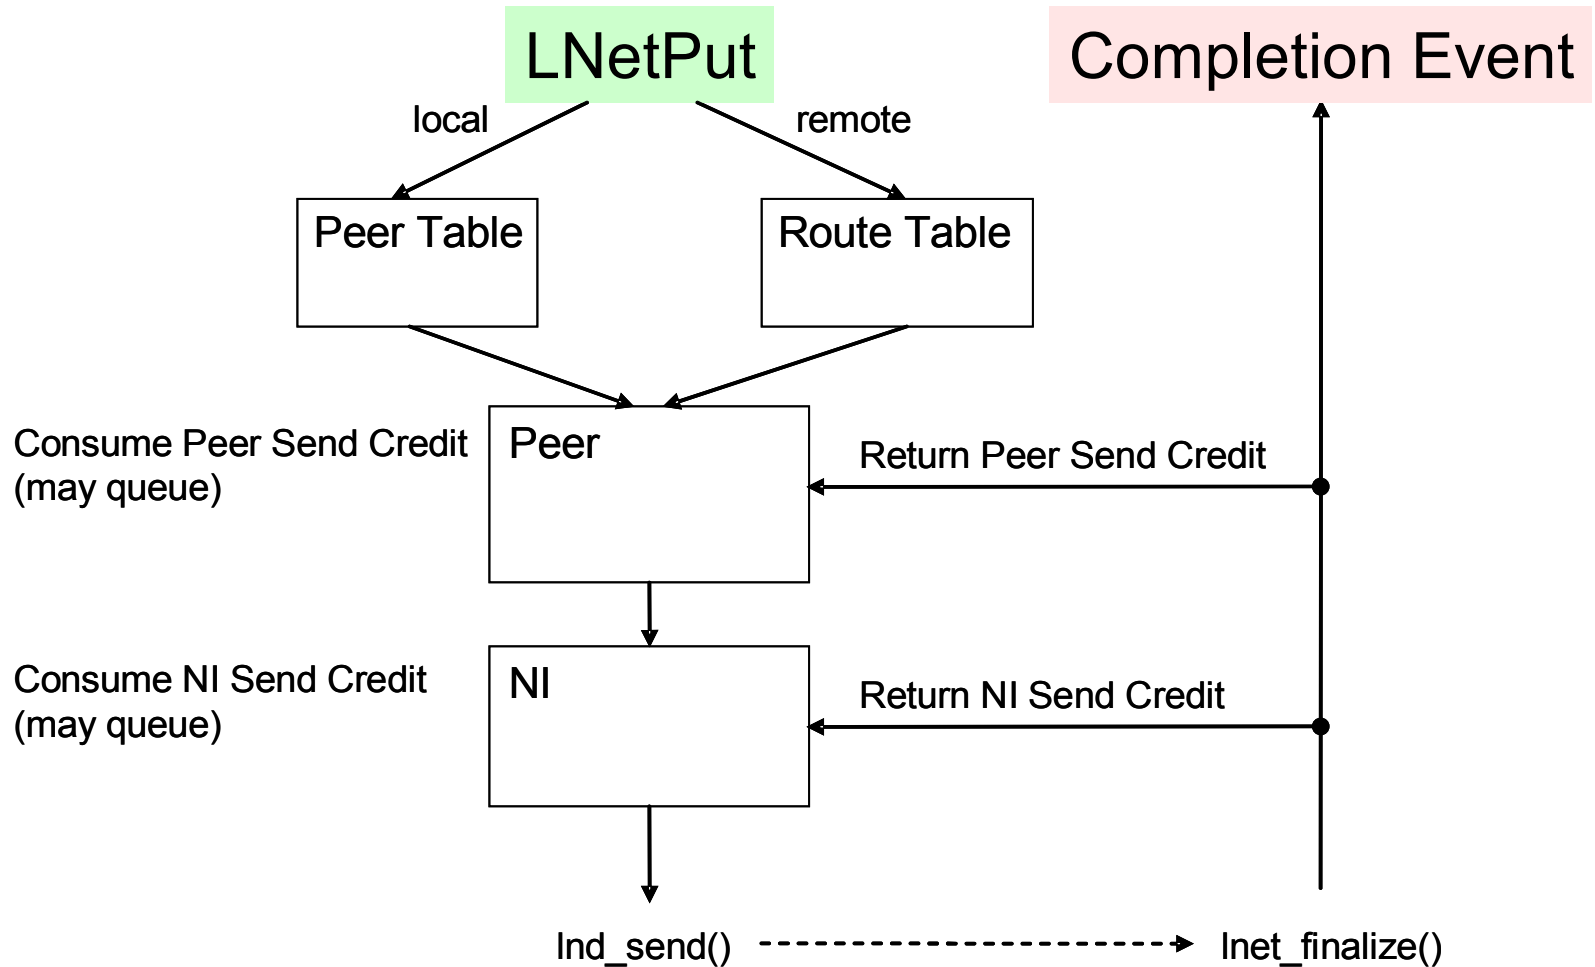 LNetPut
Completion Event
local
remote
Peer Table
Route Table
Consume Peer Send Credit
(may queue)
Peer
Return Peer Send Credit
Consume NI Send Credit
(may queue)
NI
Return NI Send Credit
lnd_send()
lnet_finalize()